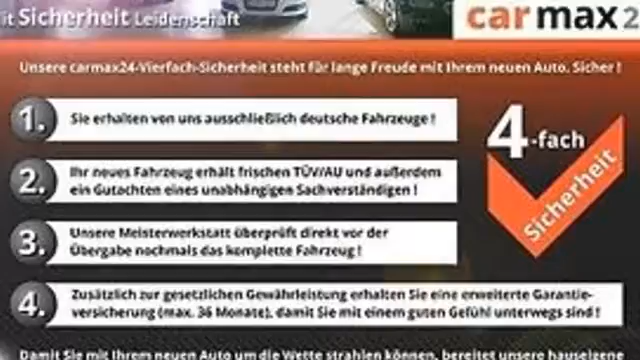 it Sicherheit Leidenschaft
carmax2
Unsere carmax24-Vierfach-Sicherheit steht für lange Freude mit Ihrem neuen Auto. Sicher !
1. Sie erhalten von uns ausschließlich deutsche Fahrzeuge !
4-fach
Sicherheit
2. Ihr neues Fahrzeug erhält frischen TÜV/AU und außerdem
ein Gutachten eines unabhängigen Sachverständigen !
3. Unsere Meisterwerkstatt überprüft direkt vor der
Übergabe nochmals das komplette Fahrzeug !
4. Zusätzlich zur gesetzlichen Gewährleistung erhalten Sie eine erweiterte Garantie-
versicherung (max. 36 Monate), damit Sie mit einem guten Gefühl unterwegs sind !
Damit Sie mit Ihrem neuen Auto um die Wette strahlen können, bereitet unsere hauseigene